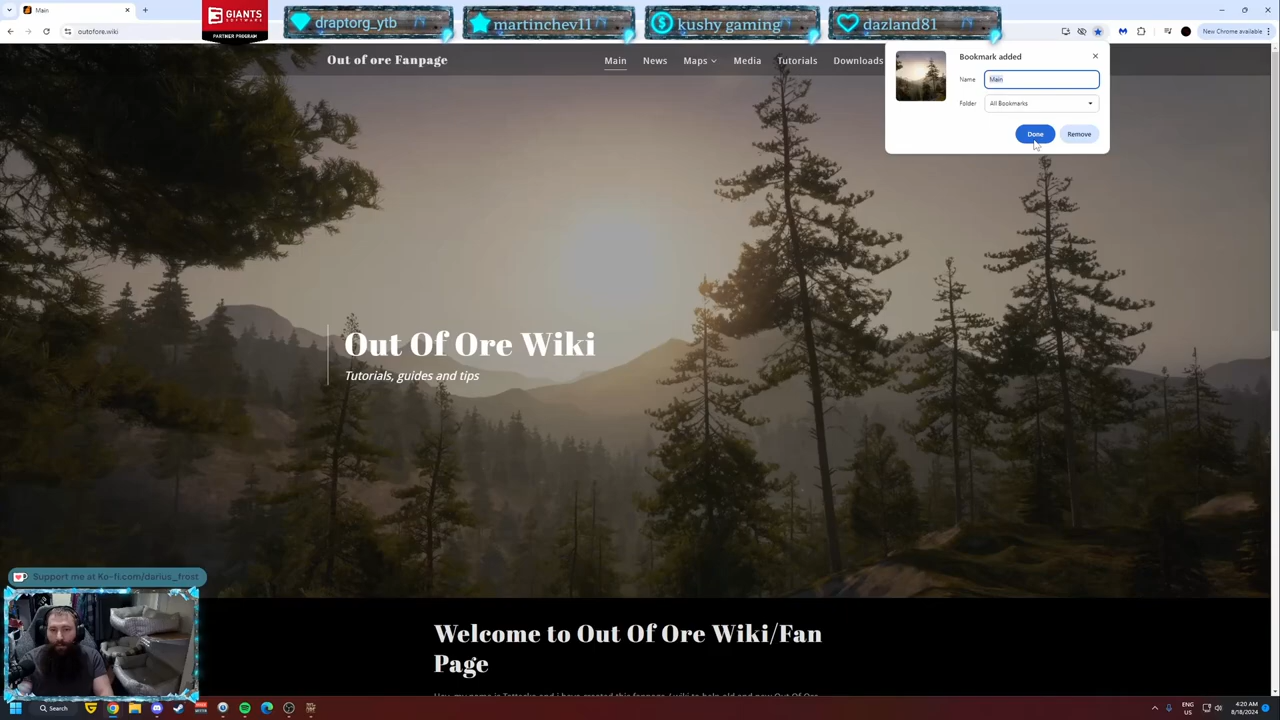 Main
GIANTS
SOFTWARE
PARTNER PROGRAM
draptorg_ytb
martinchev11
kushy gaming
dazland81
outofore.wiki
New Chrome available
Out of ore Fanpage
Main
News
Maps
Media
Tutorials
Downloads
Bookmark added
Name
Main
Folder
All Bookmarks
Done
Remove
Out Of Ore Wiki
Tutorials, guides and tips
Support me at Ko-fi.com/darius_frost
Welcome to Out Of Ore Wiki/Fan
Page
Search
ENG
US
4:20 AM
8/18/2024